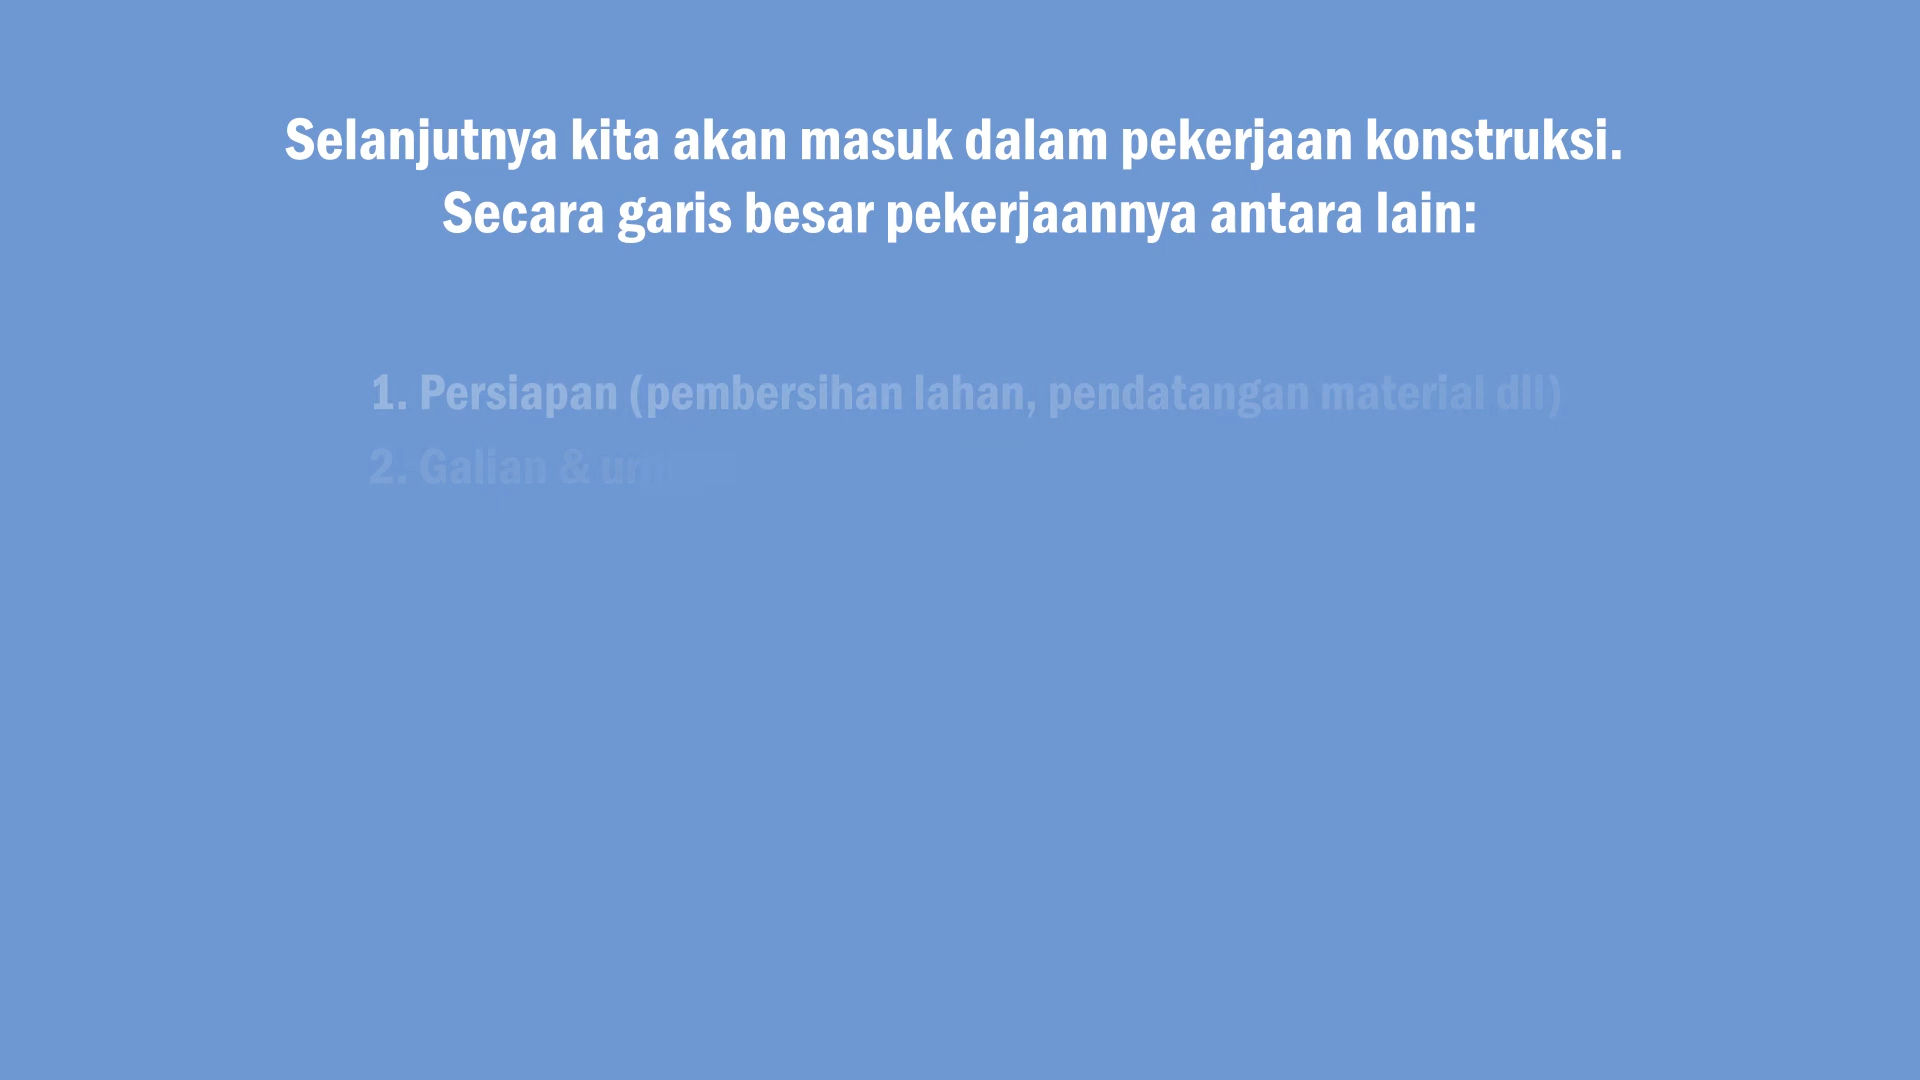 Selanjutnya kita akan masuk dalam pekerjaan konstruksi.
Secara garis besar pekerjaannya antara lain:
1. Persiapan (pembersihan lahan, pendatangan material dll)
2. Galian &